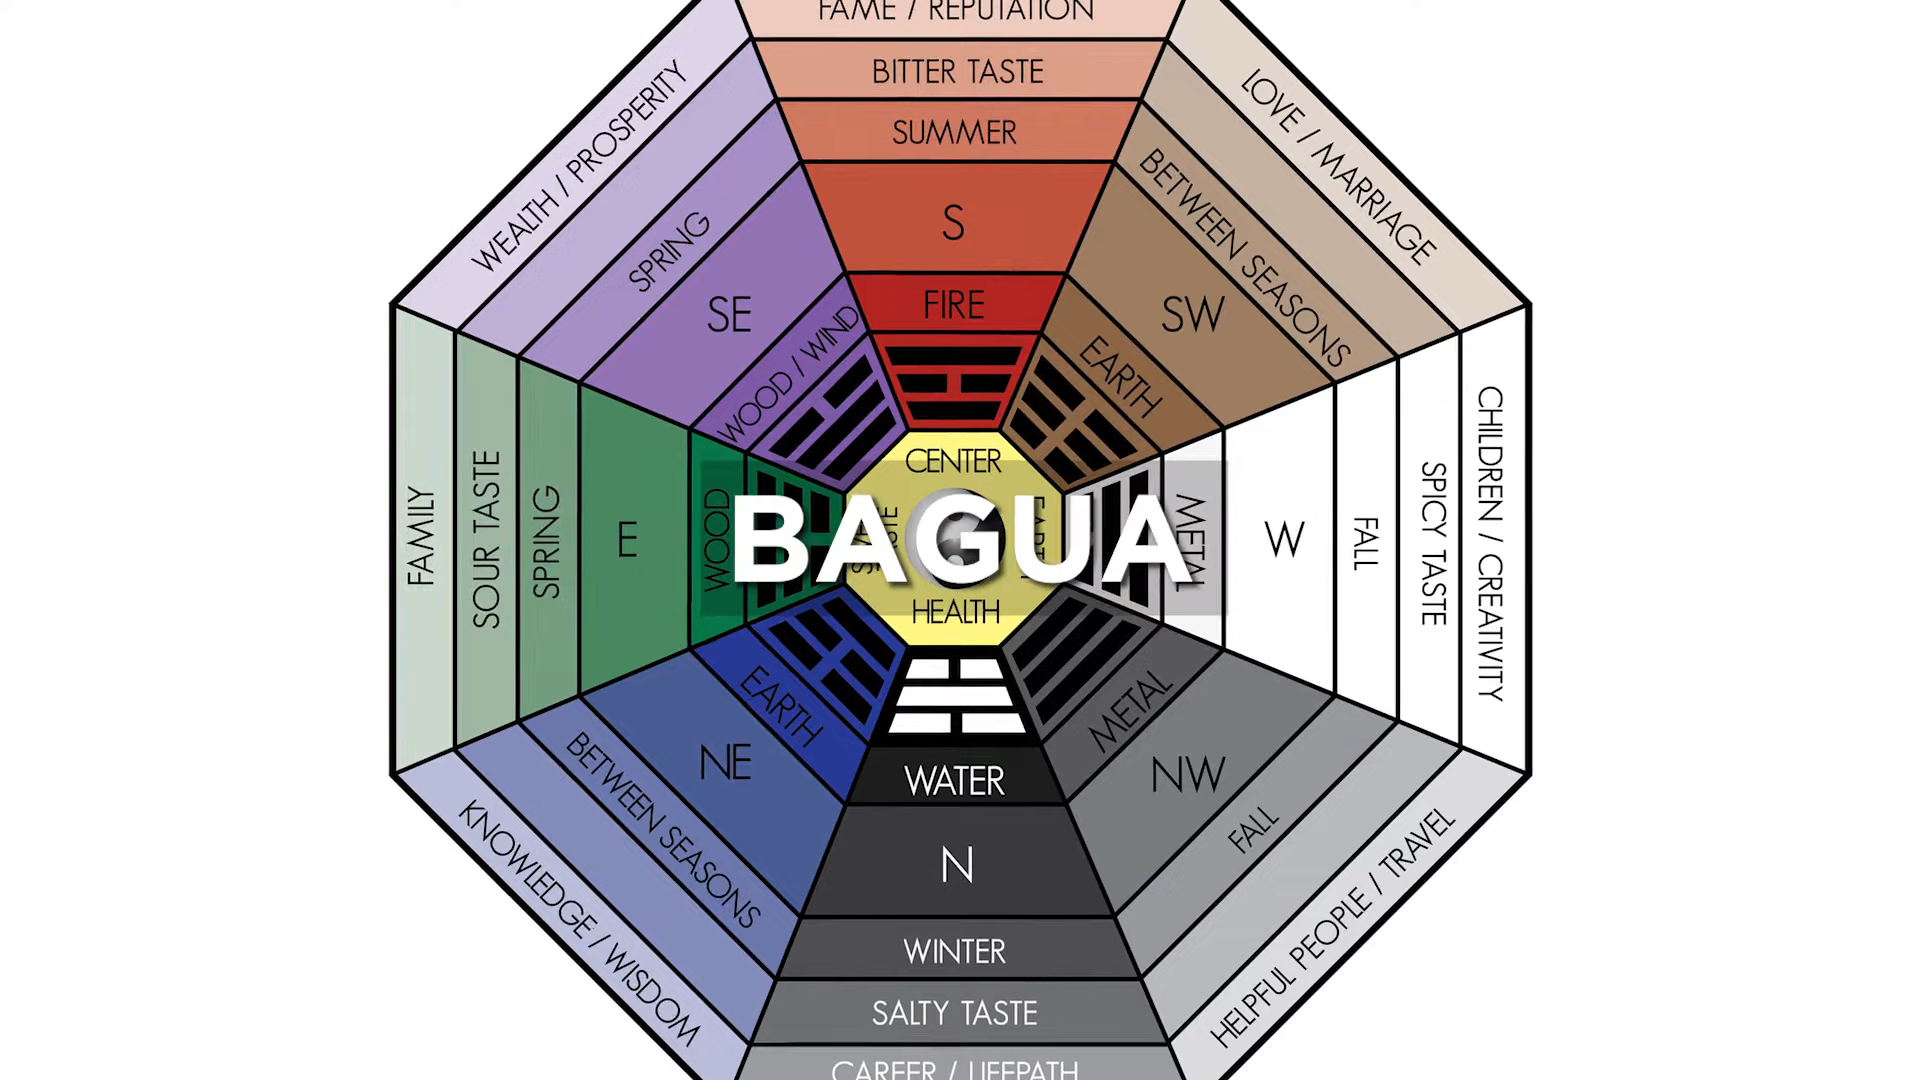 FAME / REPUTATION
BITTER TASTE
SUMMER
S
FIRE
WEALTH / PROSPERITY
SPRING
SE
WOOD / WIND
LOVE / MARRIAGE
BETWEEN SEASONS
SW
EARTH
FAMILY
SOUR TASTE
SPRING
E
WOOD
CENTER
BAGUA
HEALTH
METAL
W
FALL
SPICY TASTE
CHILDREN / CREATIVITY
EARTH
NE
BETWEEN SEASONS
KNOWLEDGE / WISDOM
METAL
NW
FALL
HELPFUL PEOPLE / TRAVEL
WATER
N
WINTER
SALTY TASTE
CAREER / LIFEPATH